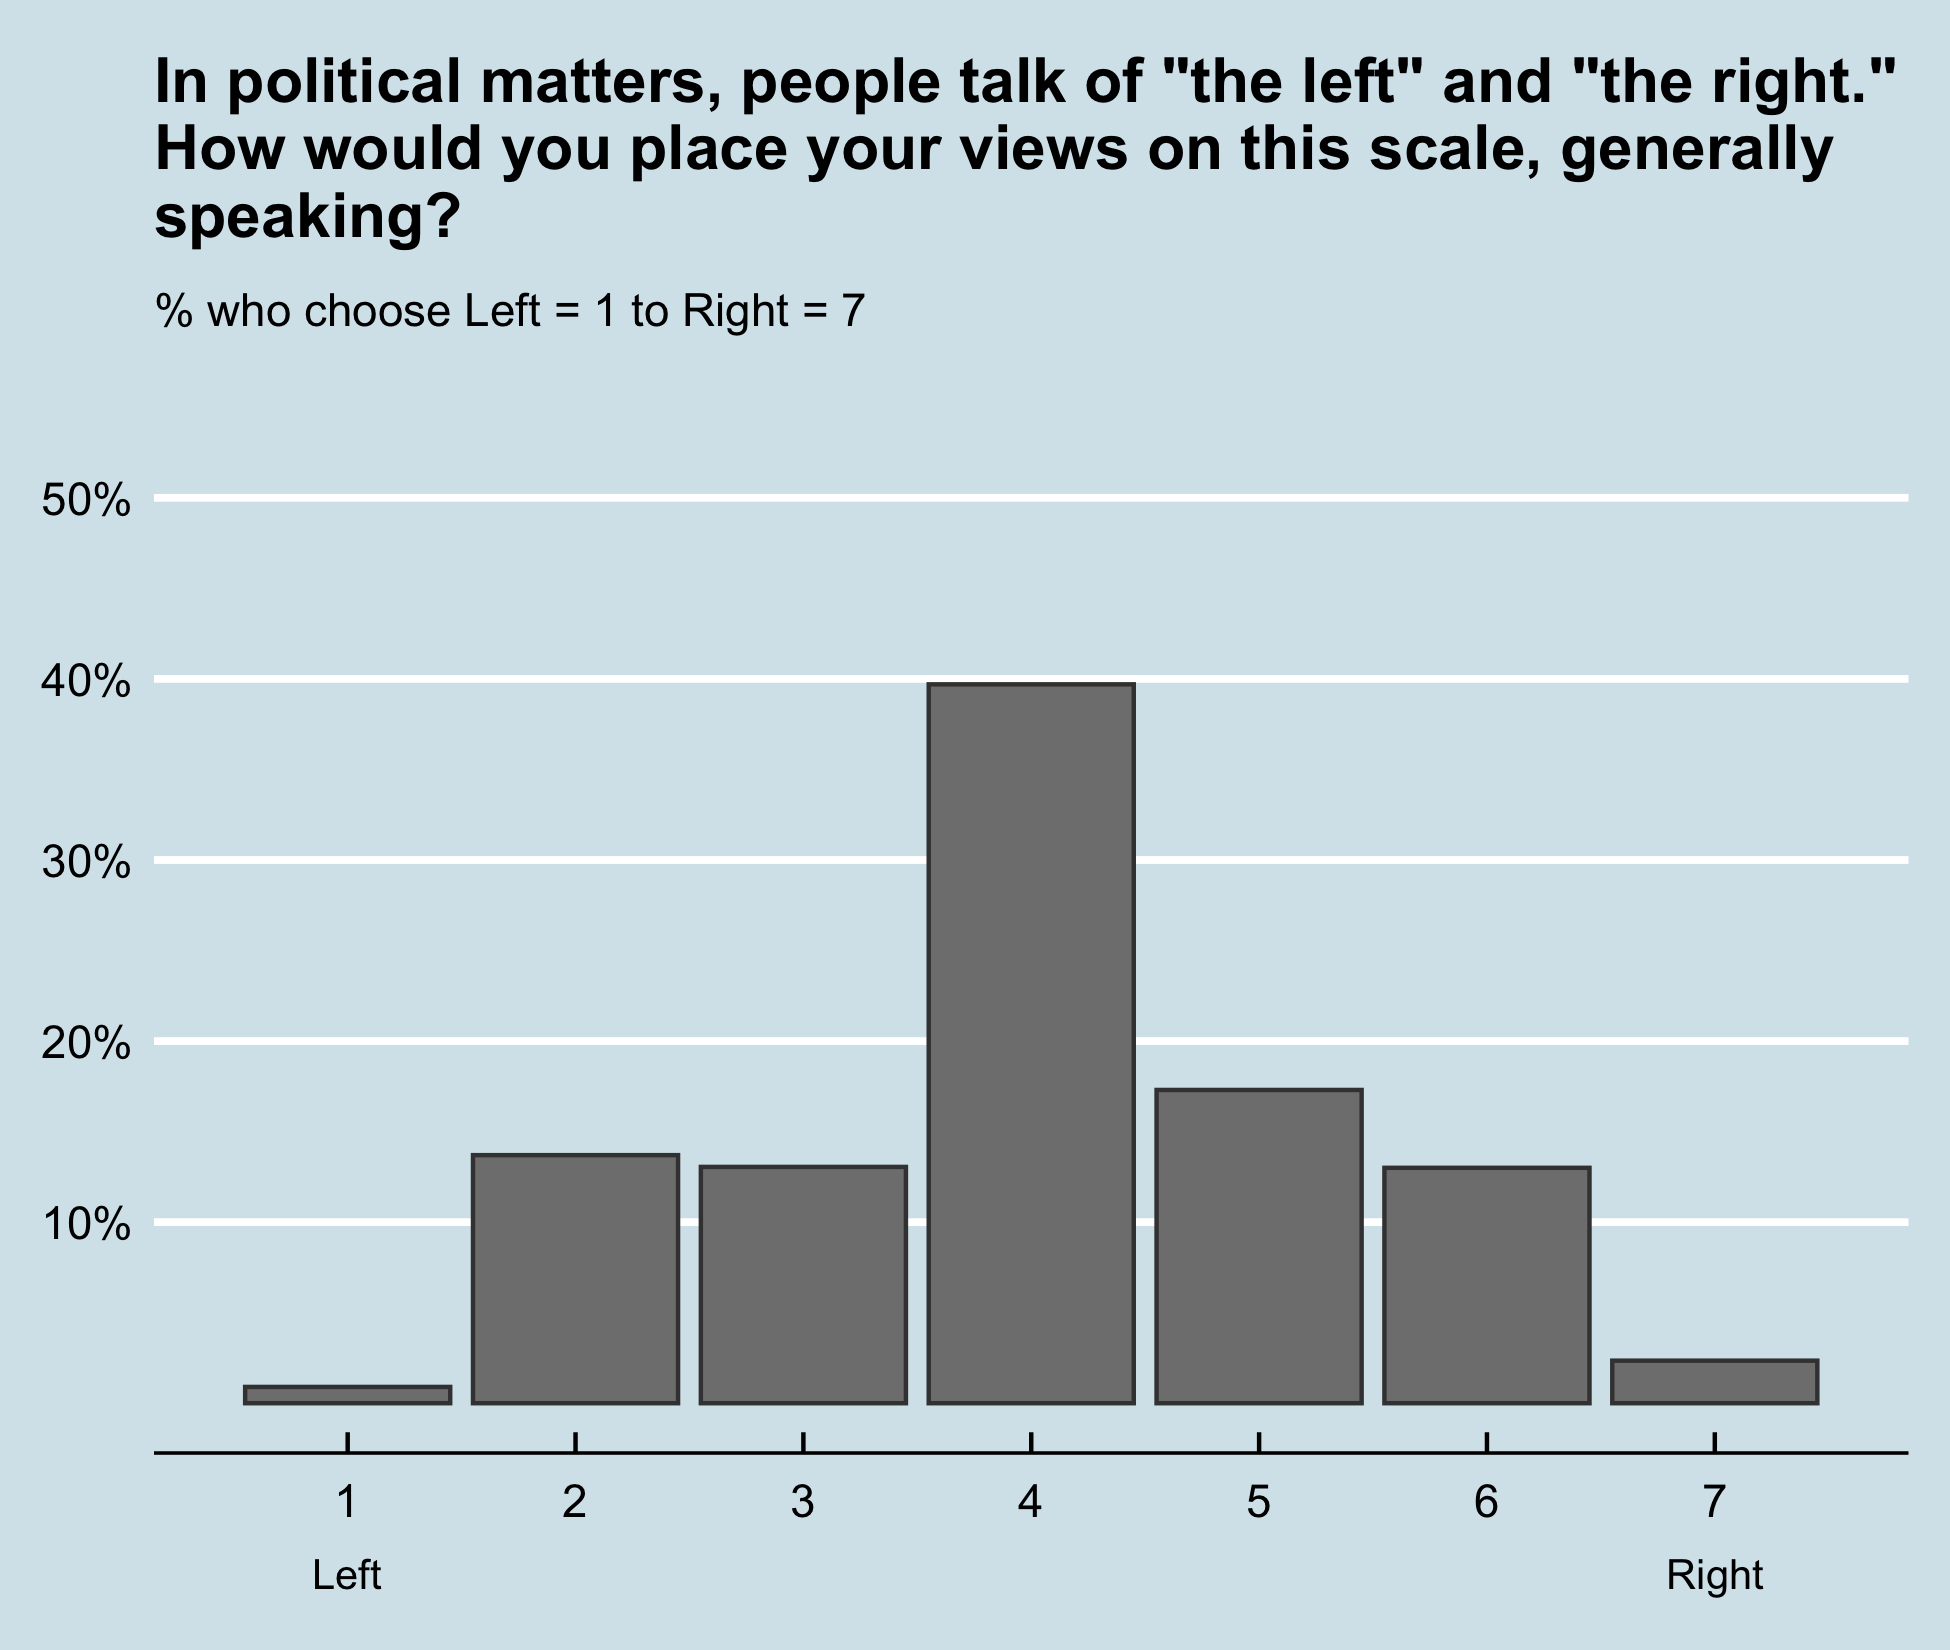 In political matters, people talk of "the left" and "the right."
How would you place your views on this scale, generally
speaking?
% who choose Left = 1 to Right = 7
50%
40%
30%
20%
10%
1 2 3 4 5 6 7
Left Right